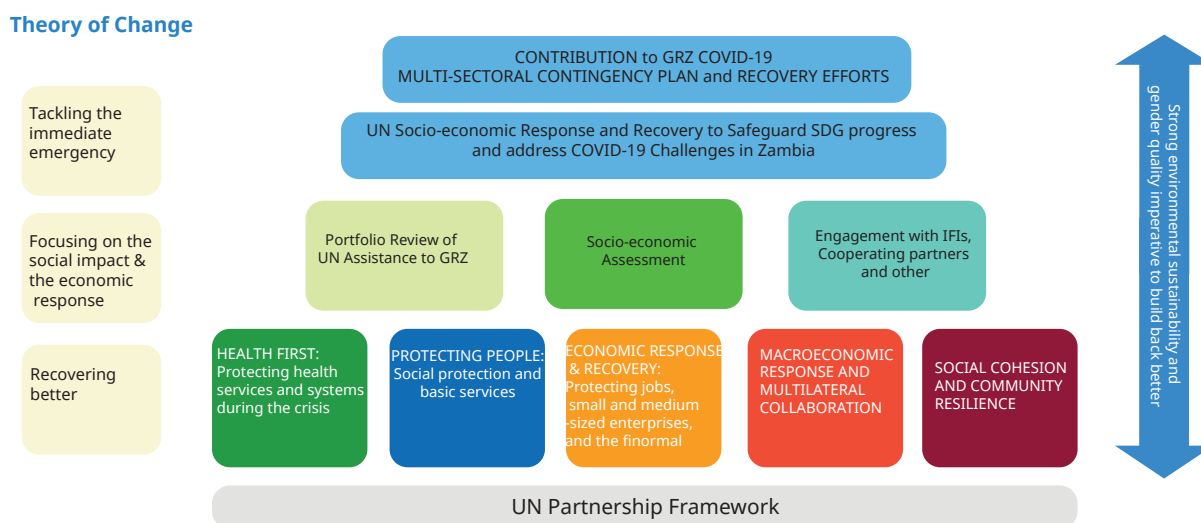 Theory of Change
CONTRIBUTION to GRZ COVID-19
MULTI-SECTORAL CONTINGENCY PLAN and RECOVERY EFFORTS
UN Socio-economic Response and Recovery to Safeguard SDG progress
and address COVID-19 Challenges in Zambia
Tackling the
immediate
emergency
Focusing on the
social impact &
the economic
response
Recovering
better
Portfolio Review of
UN Assistance to GRZ
Socio-economic
Assessment
Engagement with IFIs,
Cooperating partners
and other
HEALTH FIRST:
Protecting health
services and systems
during the crisis
PROTECTING PEOPLE:
Social protection and
basic services
ECONOMIC RESPONSE
& RECOVERY:
Protecting jobs,
small and medium
-sized enterprises,
and the finormal
MACROECONOMIC
RESPONSE AND
MULTILATERAL
COLLABORATION
SOCIAL COHESION
AND COMMUNITY
RESILIENCE
UN Partnership Framework
Strong environmental sustainability and
gender quality imperative to build back better